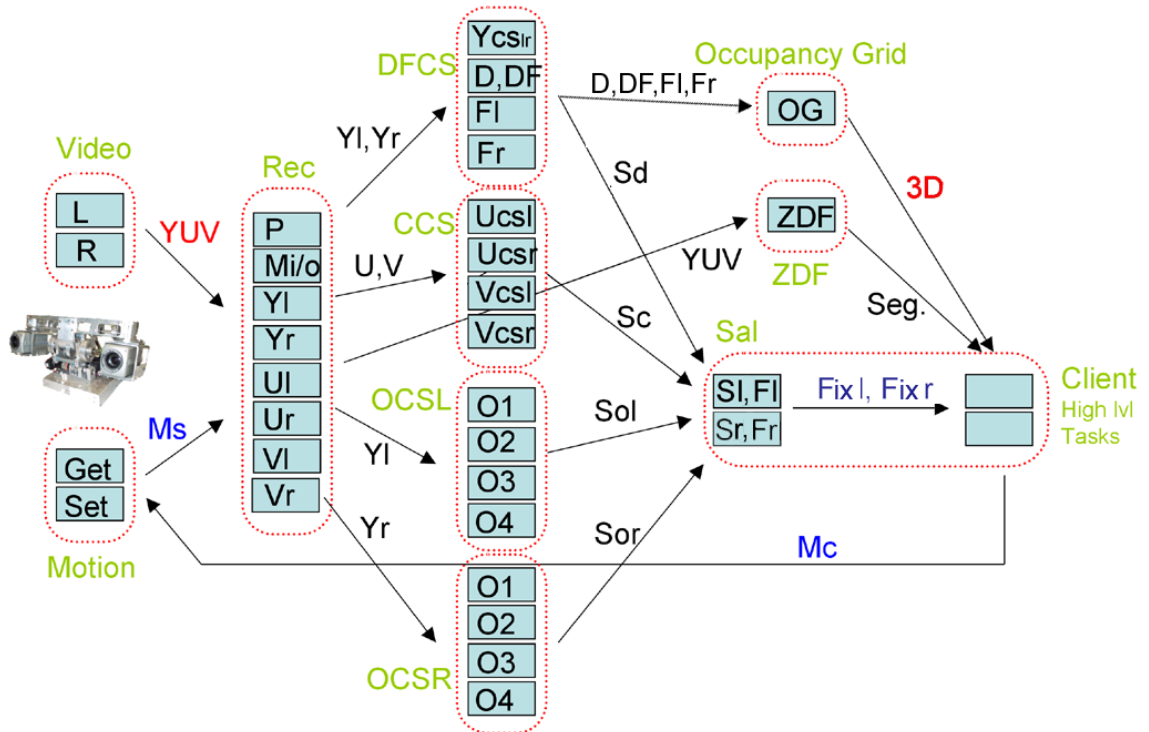 Video
L
R
YUV
Ms
Get
Set
Motion
Rec
P
Mi/o
Yl
Yr
Ul
Ur
Vl
Vr
Yl,Yr
U,V
Yl
Yr
DFCS
Ycslr
D,DF
Fl
Fr
CCS
Ucsl
Ucsr
Vcsl
Vcsr
OCSL
O1
O2
O3
O4
OCSR
O1
O2
O3
O4
D,DF,Fl,Fr
Sd
YUV
Sc
Sol
Sor
Occupancy Grid
OG
ZDF
ZDF
3D
Seg.
Sal
Sl,Fl
Sr,Fr
Fix l, Fix r
Client
High lvl
Tasks
Mc